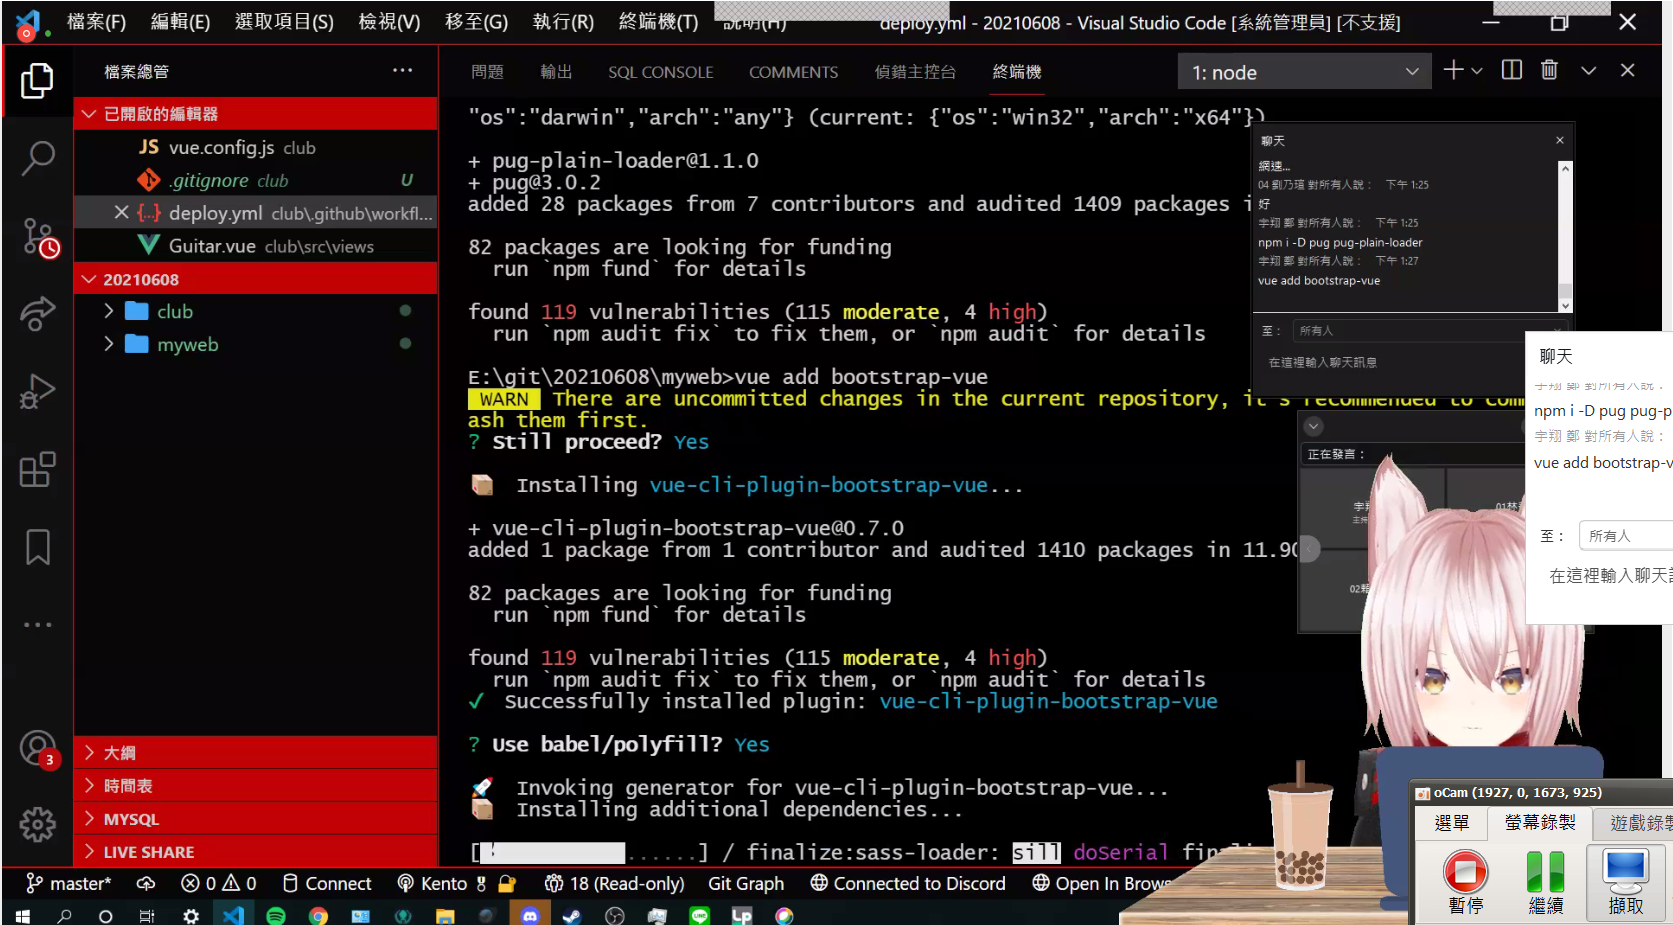 檔案(F) 編輯(E) 選取項目(S) 檢視(V) 移至(G) 執行(R) 終端機(T) 說明(H) deploy.yml - 20210608 - Visual Studio Code [系統管理員] [不支援]
檔案總管
已開啟的編輯器
JS vue.config.js club
.gitignore club U
{...} deploy.yml club\.github\workfl...
Guitar.vue club\src\views
20210608
club
myweb
大綱
時間表
MYSQL
LIVE SHARE
3
問題 輸出 SQL CONSOLE COMMENTS 偵錯主控台 終端機 1: node
"os":"darwin","arch":"any"} (current: {"os":"win32","arch":"x64"})
+ pug-plain-loader@1.1.0
+ pug@3.0.2
added 28 packages from 7 contributors and audited 1409 packages i
82 packages are looking for funding
run `npm fund` for details
found 119 vulnerabilities (115 moderate, 4 high)
run `npm audit fix` to fix them, or `npm audit` for details
E:\git\20210608\myweb>vue add bootstrap-vue
WARN There are uncommitted changes in the current repository, it's recommended to com
ash them first.
? Still proceed? Yes
Installing vue-cli-plugin-bootstrap-vue...
+ vue-cli-plugin-bootstrap-vue@0.7.0
added 1 package from 1 contributor and audited 1410 packages in 11.90
82 packages are looking for funding
run `npm fund` for details
found 119 vulnerabilities (115 moderate, 4 high)
run `npm audit fix` to fix them, or `npm audit` for details
✓ Successfully installed plugin: vue-cli-plugin-bootstrap-vue
? Use babel/polyfill? Yes
Invoking generator for vue-cli-plugin-bootstrap-vue...
Installing additional dependencies...
[ ......] / finalize:sass-loader: sill doSerial finali
聊天
網速...
04 劉乃瑄 對所有人說： 下午 1:25
好
宇翔 鄭 對所有人說： 下午 1:25
npm i -D pug pug-plain-loader
宇翔 鄭 對所有人說： 下午 1:27
vue add bootstrap-vue
至： 所有人
在這裡輸入聊天訊息
正在發言：
宇翔
01林
02
聊天
宇翔 鄭 對所有人說：
npm i -D pug pug-p
宇翔 鄭 對所有人說：
vue add bootstrap-v
至： 所有人
在這裡輸入聊天訊
oCam (1927, 0, 1673, 925)
選單 螢幕錄製 遊戲錄製
暫停 繼續 擷取
master* 0 0 Connect Kento 18 (Read-only) Git Graph Connected to Discord Open In Brows
LINE Lp